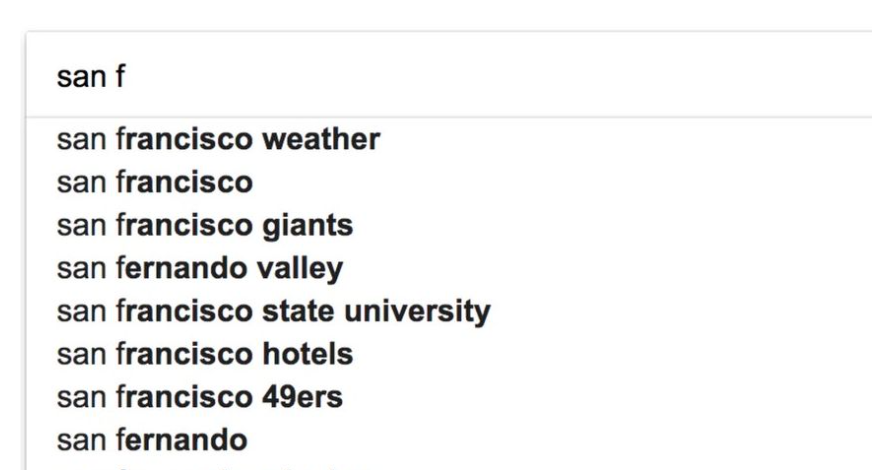 san f
san francisco weather
san francisco
san francisco giants
san fernando valley
san francisco state university
san francisco hotels
san francisco 49ers
san fernando